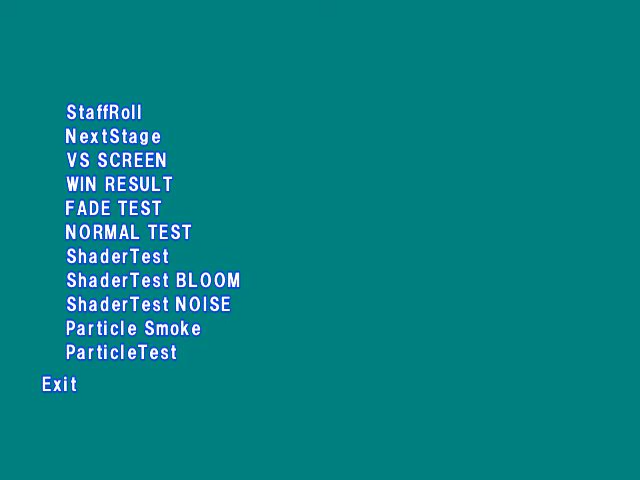 StaffRoll
NextStage
VS SCREEN
WIN RESULT
FADE TEST
NORMAL TEST
ShaderTest
ShaderTest BLOOM
ShaderTest NOISE
Particle Smoke
ParticleTest
Exit